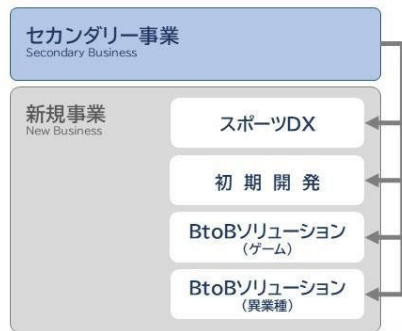 セカンダリー事業
Secondary Business
新規事業
New Business
スポーツDX
初期開発
BtoBソリューション
(ゲーム)
BtoBソリューション
(異業種)